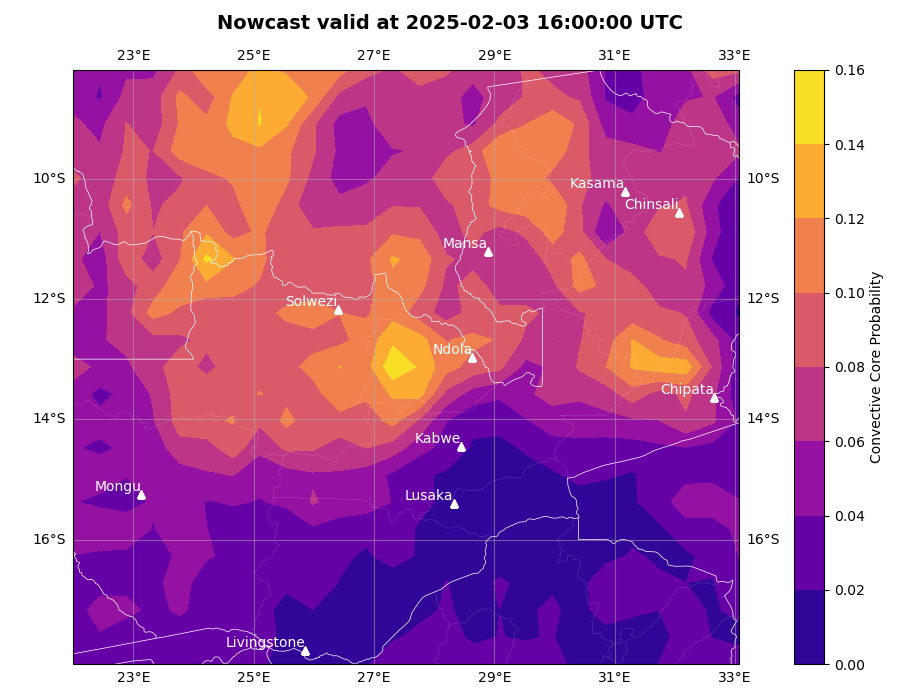 Nowcast valid at 2025-02-03 16:00:00 UTC
23°E 25°E 27°E 29°E 31°E 33°E
0.16
0.14
10°S Kasama 10°S
Chinsali
0.12
Mansa
0.10
12°S Solwezi 12°S
Ndola
0.08
Chipata
14°S 14°S
0.06
Kabwe
Mongu Lusaka
0.04
16°S 16°S
0.02
Livingstone
0.00
23°E 25°E 27°E 29°E 31°E 33°E
Convective Core Probability